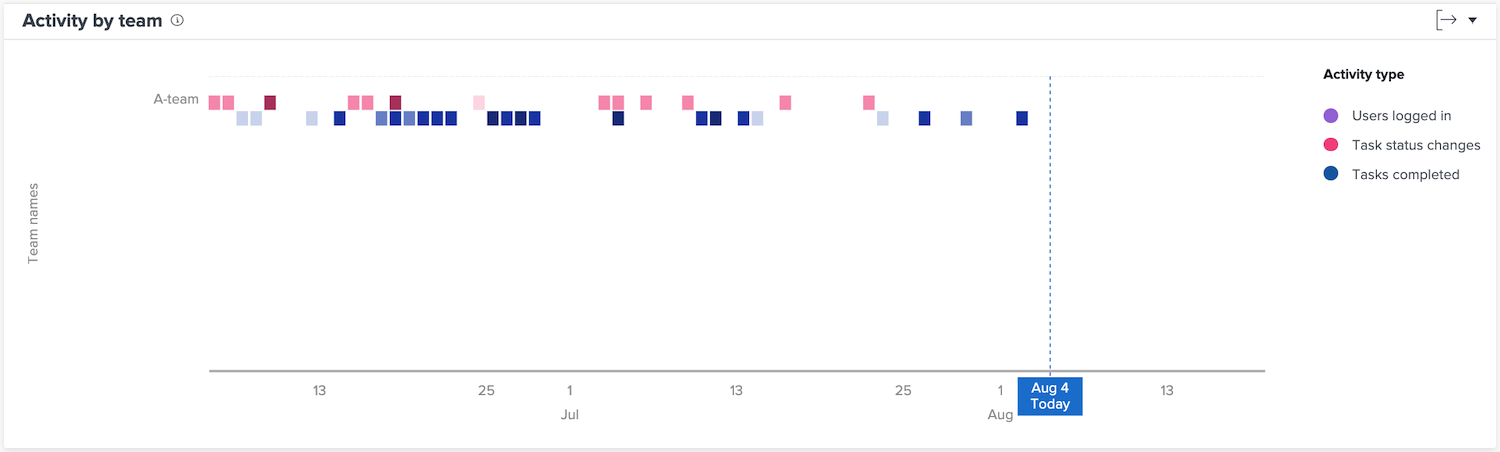 Activity by team
Activity type
A-team
Users logged in
Task status changes
Tasks completed
Team names
13 25 1 13 25 1 Aug 4 13
Today
Jul Aug